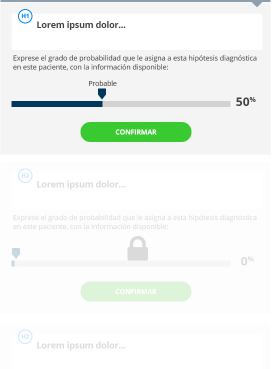 H1
Lorem ipsum dolor...
Exprese el grado de probabilidad que le asigna a esta hipótesis diagnóstica
en este paciente, con la información disponible:
Probable
50%
CONFIRMAR
H2
Lorem ipsum dolor...
Exprese el grado de probabilidad que le asigna a esta hipótesis diagnóstica
en este paciente, con la información disponible:
0%
CONFIRMAR
H3
Lorem ipsum dolor...